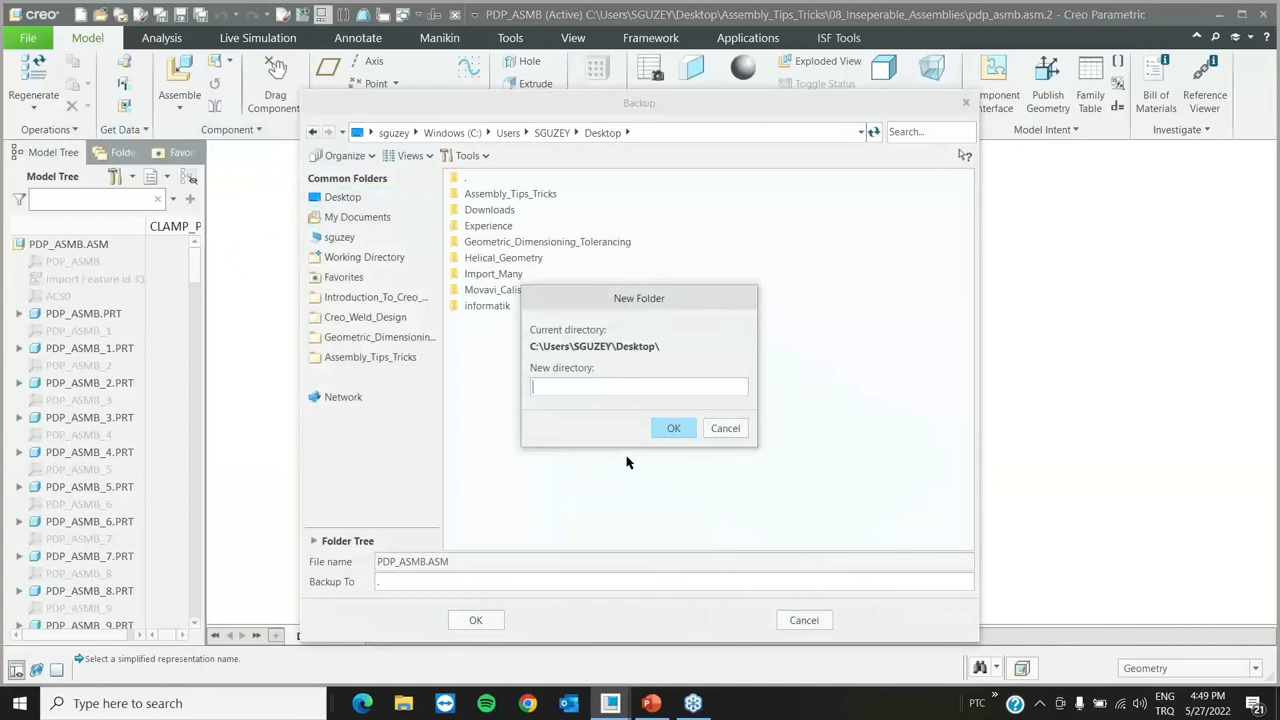 creo
PDP_ASMB (Active) C:\Users\SGUZEY\Desktop\Assembly_Tips_Tricks\08_Inseperable_Assemblies\pdp_asmb.asm.2 - Creo Parametric
File Model Analysis Live Simulation Annotate Manikin Tools View Framework Applications ISF Tools
Regenerate
Assemble
Drag
Components
Axis
Point
Hole
Extrude
Exploded View
Toggle Status
Component
Interface
Publish
Geometry
Family
Table
Bill of
Materials
Reference
Viewer
Operations Get Data Component Model Intent Investigate
Model Tree
Favor
Model Tree
CLAMP_P
PDP_ASMB.ASM
PDP_ASMB
Import Feature id 33
ACS0
PDP_ASMB.PRT
PDP_ASMB_1
PDP_ASMB_1.PRT
PDP_ASMB_2
PDP_ASMB_2.PRT
PDP_ASMB_3
PDP_ASMB_3.PRT
PDP_ASMB_4
PDP_ASMB_4.PRT
PDP_ASMB_5
PDP_ASMB_5.PRT
PDP_ASMB_6
PDP_ASMB_6.PRT
PDP_ASMB_7
PDP_ASMB_7.PRT
PDP_ASMB_8
PDP_ASMB_8.PRT
PDP_ASMB_9
PDP_ASMB_9.PRT
Backup
sguzey Windows (C:) Users SGUZEY Desktop
Search...
Organize Views Tools
Common Folders
Desktop
My Documents
sguzey
Working Directory
Favorites
Introduction_To_Creo_...
Creo_Weld_Design
Geometric_Dimensionin...
Assembly_Tips_Tricks
Network
.
Assembly_Tips_Tricks
Downloads
Experience
Geometric_Dimensioning_Tolerancing
Helical_Geometry
Import_Many
Movavi_Calis
informatik
New Folder
Current directory:
C:\Users\SGUZEY\Desktop\
New directory:
OK Cancel
Folder Tree
File name PDP_ASMB.ASM
Backup To .
OK Cancel
Select a simplified representation name.
Geometry
Type here to search
PTC
ENG
TRQ
4:49 PM
5/27/2022
21